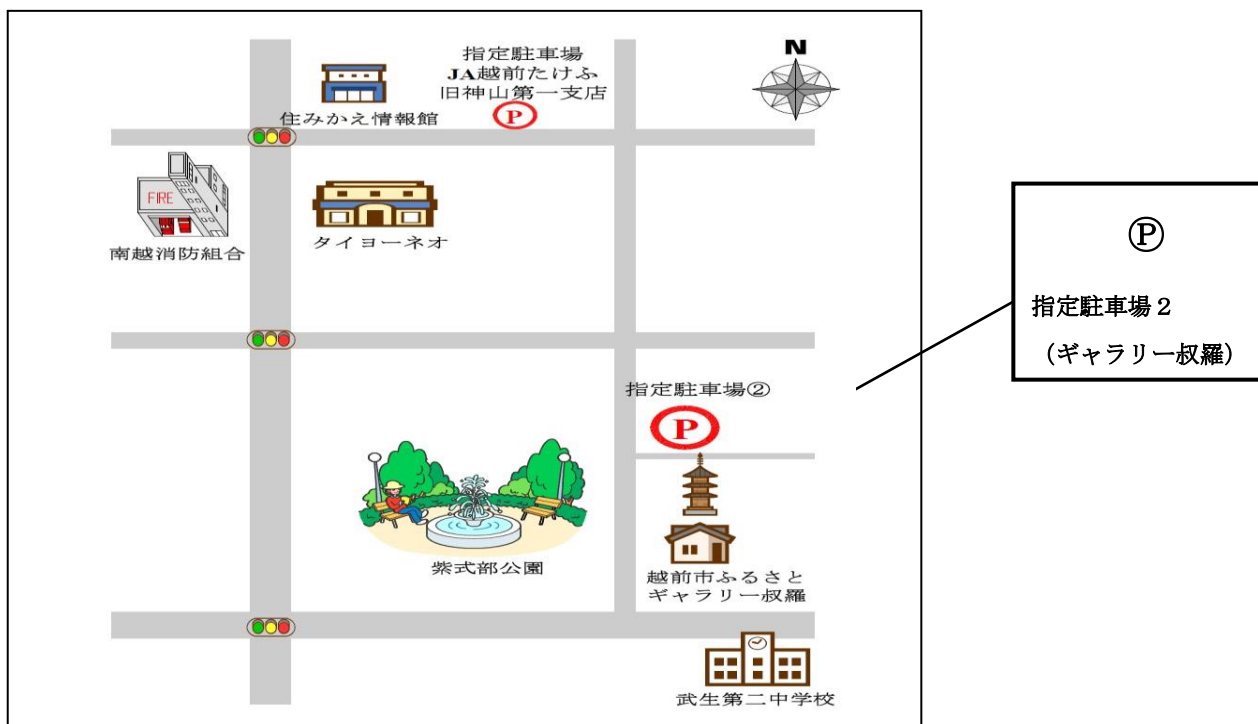 指定駐車場
JA越前たけふ
旧神山第一支店
P
N
住みかえ情報館
FIRE
南越消防組合
タイヨーネオ
Ⓟ
指定駐車場２
（ギャラリー叔羅）
指定駐車場②
P
紫式部公園
越前市ふるさと
ギャラリー叔羅
武生第二中学校